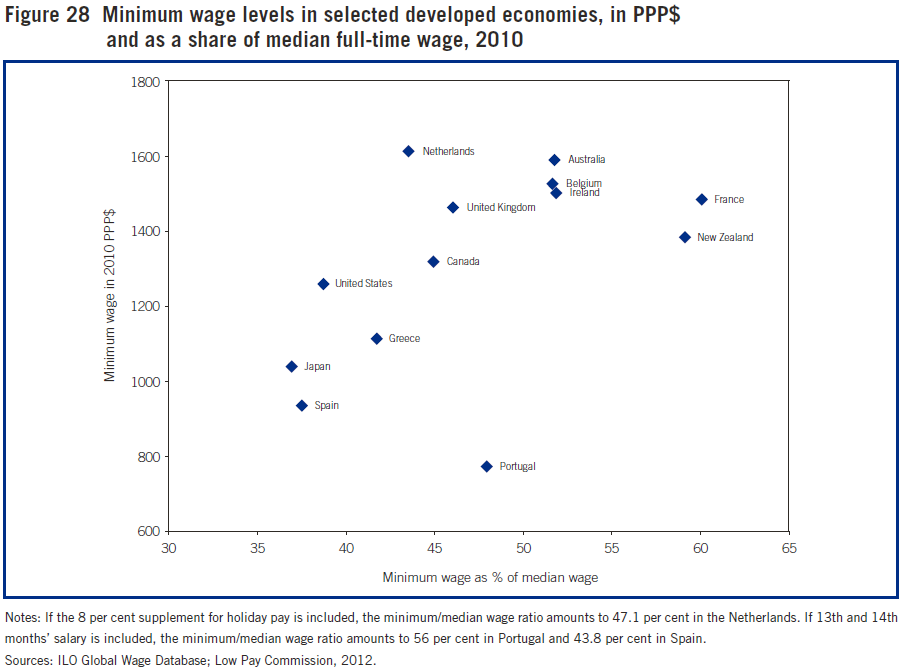 Figure 28 Minimum wage levels in selected developed economies, in PPP$
and as a share of median full-time wage, 2010
1800
1600
1400
1200
1000
800
600
Minimum wage in 2010 PPP$
Netherlands
Australia
Belgium
Ireland
France
United Kingdom
New Zealand
Canada
United States
Greece
Japan
Spain
Portugal
30 35 40 45 50 55 60 65
Minimum wage as % of median wage
Notes: If the 8 per cent supplement for holiday pay is included, the minimum/median wage ratio amounts to 47.1 per cent in the Netherlands. If 13th and 14th
months’ salary is included, the minimum/median wage ratio amounts to 56 per cent in Portugal and 43.8 per cent in Spain.
Sources: ILO Global Wage Database; Low Pay Commission, 2012.